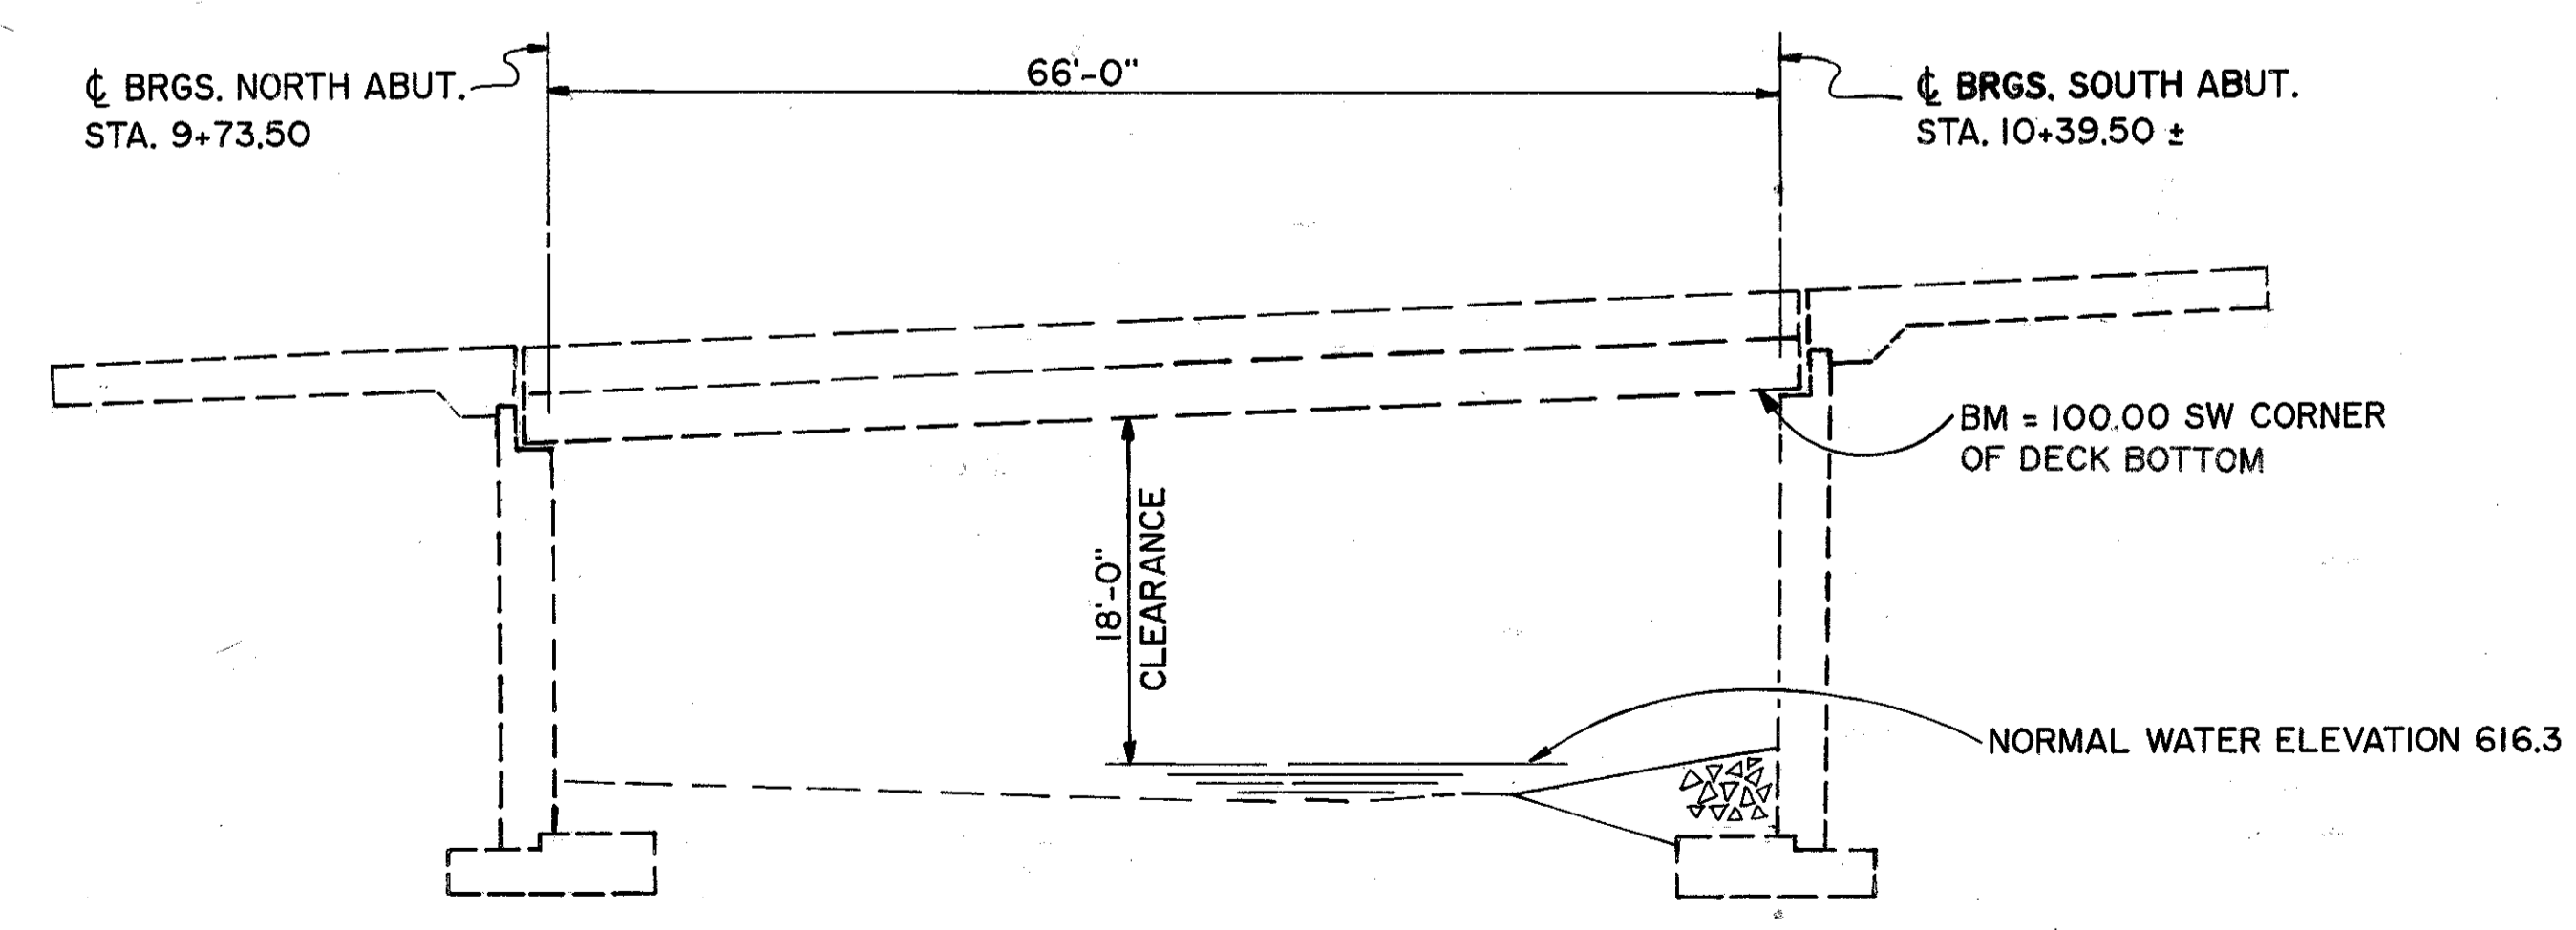 ℄ BRGS. NORTH ABUT.
STA. 9+73.50
66'-0"
℄ BRGS. SOUTH ABUT.
STA. 10+39.50 ±
BM = 100.00 SW CORNER
OF DECK BOTTOM
18'-0"
CLEARANCE
NORMAL WATER ELEVATION 616.3